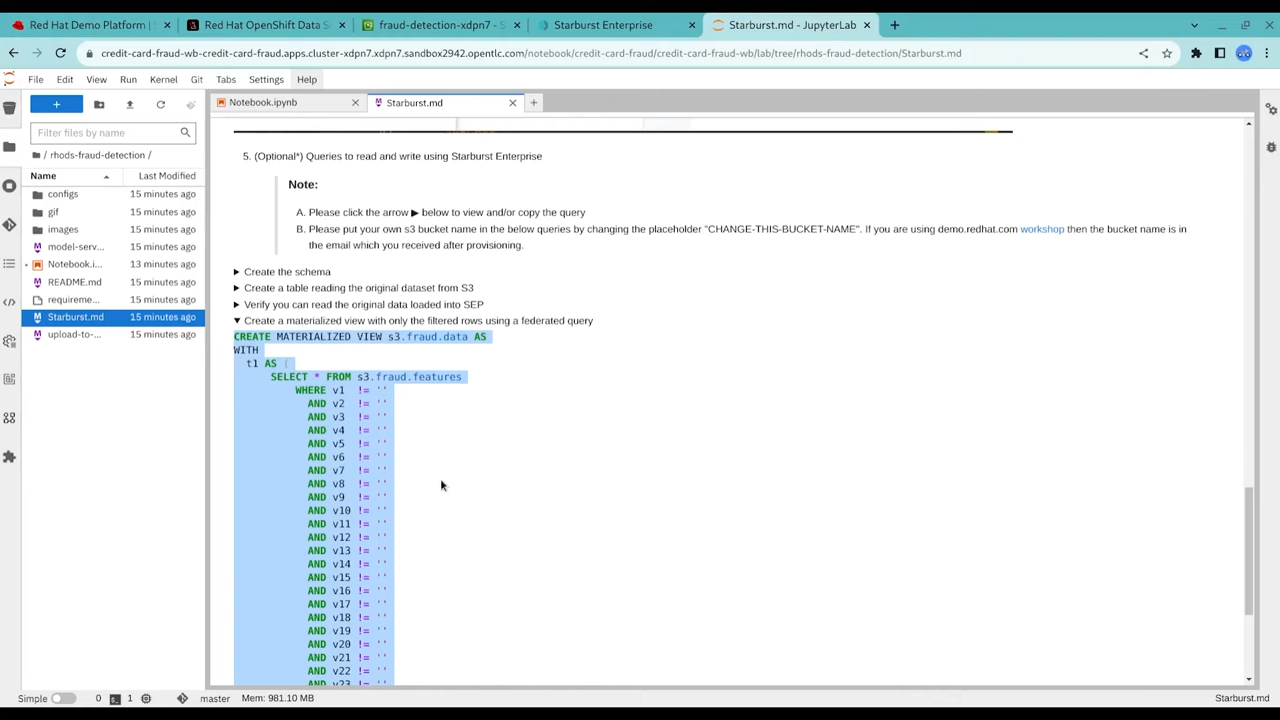 Red Hat Demo Platform | S
Red Hat OpenShift Data S
fraud-detection-xdpn7 - S
Starburst Enterprise
Starburst.md - JupyterLab
credit-card-fraud-wb-credit-card-fraud.apps.cluster-xdpn7.xdpn7.sandbox2942.opentlc.com/notebook/credit-card-fraud/credit-card-fraud-wb/lab/tree/rhods-fraud-detection/Starburst.md
File Edit View Run Kernel Git Tabs Settings Help
Notebook.ipynb
Starburst.md
Filter files by name
/ rhods-fraud-detection /
Name Last Modified
configs 15 minutes ago
gif 15 minutes ago
images 15 minutes ago
model-serv... 15 minutes ago
Notebook.i... 13 minutes ago
README.md 15 minutes ago
requireme... 15 minutes ago
Starburst.md 15 minutes ago
upload-to-... 15 minutes ago
5. (Optional*) Queries to read and write using Starburst Enterprise
Note:
A. Please click the arrow ▶ below to view and/or copy the query
B. Please put your own s3 bucket name in the below queries by changing the placeholder "CHANGE-THIS-BUCKET-NAME". If you are using demo.redhat.com workshop then the bucket name is in
the email which you received after provisioning.
▶ Create the schema
▶ Create a table reading the original dataset from S3
▶ Verify you can read the original data loaded into SEP
▼ Create a materialized view with only the filtered rows using a federated query
CREATE MATERIALIZED VIEW s3.fraud.data AS
WITH
t1 AS (
SELECT * FROM s3.fraud.features
WHERE v1 != ''
AND v2 != ''
AND v3 != ''
AND v4 != ''
AND v5 != ''
AND v6 != ''
AND v7 != ''
AND v8 != ''
AND v9 != ''
AND v10 != ''
AND v11 != ''
AND v12 != ''
AND v13 != ''
AND v14 != ''
AND v15 != ''
AND v16 != ''
AND v17 != ''
AND v18 != ''
AND v19 != ''
AND v20 != ''
AND v21 != ''
AND v22 != ''
AND v23 != ''
Simple 0 1 master Mem: 981.10 MB Starburst.md